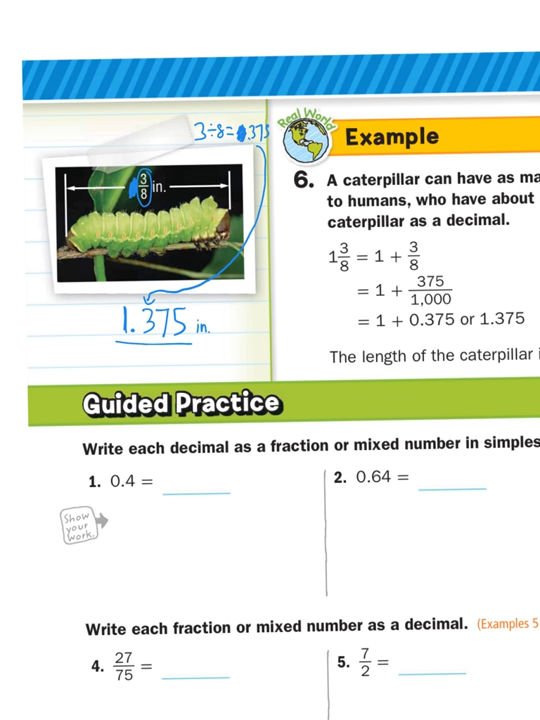 3÷8=0.375
Real World
Example
3/8 in.
6. A caterpillar can have as ma
to humans, who have about
caterpillar as a decimal.
1 3/8 = 1 + 3/8
= 1 + 375/1,000
= 1 + 0.375 or 1.375
1.375 in.
The length of the caterpillar i
Guided Practice
Write each decimal as a fraction or mixed number in simples
1. 0.4 =
2. 0.64 =
Show
your
work.
Write each fraction or mixed number as a decimal. (Examples 5
4. 27/75 =
5. 7/2 =